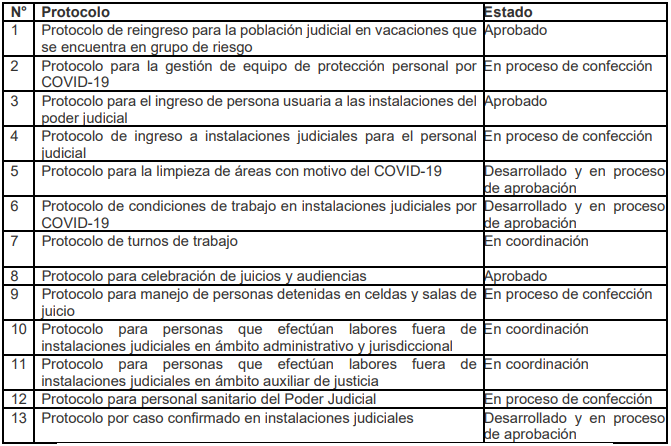 N° Protocolo Estado
1 Protocolo de reingreso para la población judicial en vacaciones que Aprobado
se encuentra en grupo de riesgo
2 Protocolo para la gestión de equipo de protección personal por En proceso de confección
COVID-19
3 Protocolo para el ingreso de persona usuaria a las instalaciones del Aprobado
poder judicial
4 Protocolo de ingreso a instalaciones judiciales para el personal En proceso de confección
judicial
5 Protocolo para la limpieza de áreas con motivo del COVID-19 Desarrollado y en proceso
de aprobación
6 Protocolo de condiciones de trabajo en instalaciones judiciales por Desarrollado y en proceso
COVID-19 de aprobación
7 Protocolo de turnos de trabajo En coordinación
8 Protocolo para celebración de juicios y audiencias Aprobado
9 Protocolo para manejo de personas detenidas en celdas y salas de En proceso de confección
juicio
10 Protocolo para personas que efectúan labores fuera de En coordinación
instalaciones judiciales en ámbito administrativo y jurisdiccional
11 Protocolo para personas que efectúan labores fuera de En coordinación
instalaciones judiciales en ámbito auxiliar de justicia
12 Protocolo para personal sanitario del Poder Judicial En proceso de confección
13 Protocolo por caso confirmado en instalaciones judiciales Desarrollado y en proceso
de aprobación